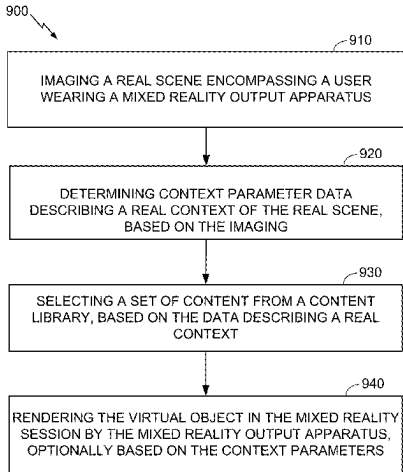 900
910
IMAGING A REAL SCENE ENCOMPASSING A USER
WEARING A MIXED REALITY OUTPUT APPARATUS
920
DETERMINING CONTEXT PARAMETER DATA
DESCRIBING A REAL CONTEXT OF THE REAL SCENE,
BASED ON THE IMAGING
930
SELECTING A SET OF CONTENT FROM A CONTENT
LIBRARY, BASED ON THE DATA DESCRIBING A REAL
CONTEXT
940
RENDERING THE VIRTUAL OBJECT IN THE MIXED REALITY
SESSION BY THE MIXED REALITY OUTPUT APPARATUS,
OPTIONALLY BASED ON THE CONTEXT PARAMETERS